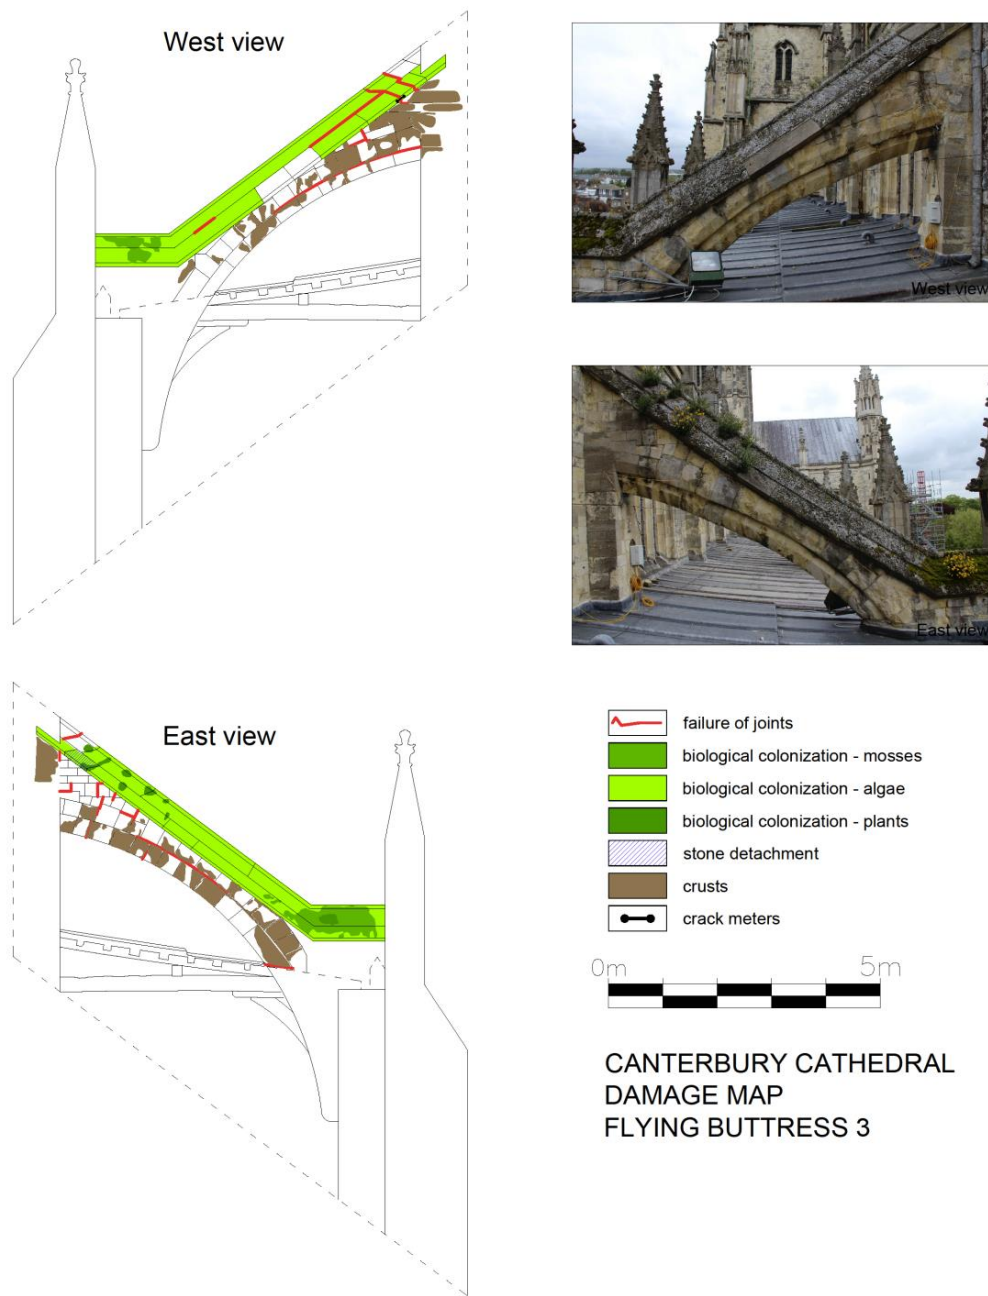 West view
West view
East view
East view
failure of joints
biological colonization - mosses
biological colonization - algae
biological colonization - plants
stone detachment
crusts
crack meters
0m 5m
CANTERBURY CATHEDRAL
DAMAGE MAP
FLYING BUTTRESS 3